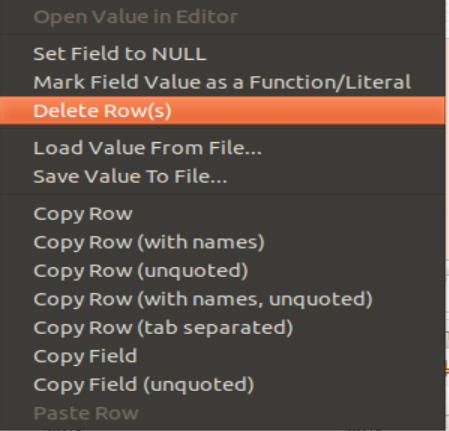 Open Value in Editor
Set Field to NULL
Mark Field Value as a Function/Literal
Delete Row(s)
Load Value From File...
Save Value To File...
Copy Row
Copy Row (with names)
Copy Row (unquoted)
Copy Row (with names, unquoted)
Copy Row (tab separated)
Copy Field
Copy Field (unquoted)
Paste Row